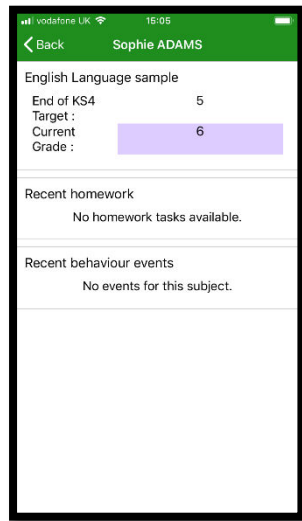 vodafone UK 15:05
Back Sophie ADAMS
English Language sample
End of KS4 5
Target :
Current 6
Grade :
Recent homework
No homework tasks available.
Recent behaviour events
No events for this subject.